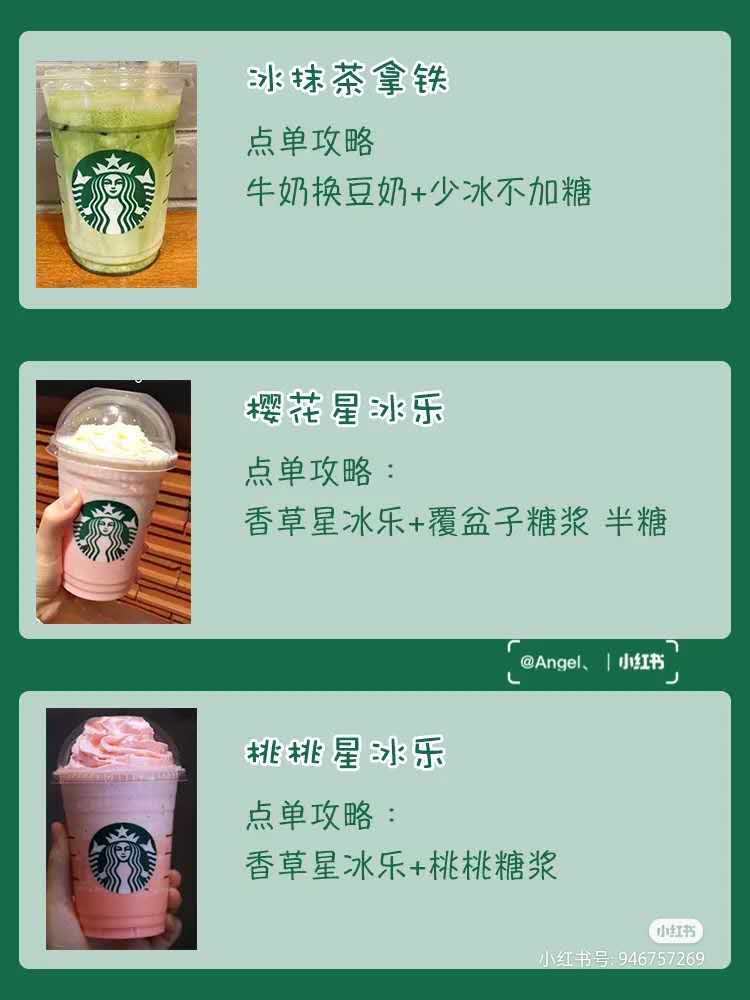 冰抹茶拿铁
点单攻略
牛奶换豆奶+少冰不加糖
樱花星冰乐
点单攻略：
香草星冰乐+覆盆子糖浆 半糖
@Angel、｜小红书
桃桃星冰乐
点单攻略：
香草星冰乐+桃桃糖浆
小红书
小红书号: 946757269